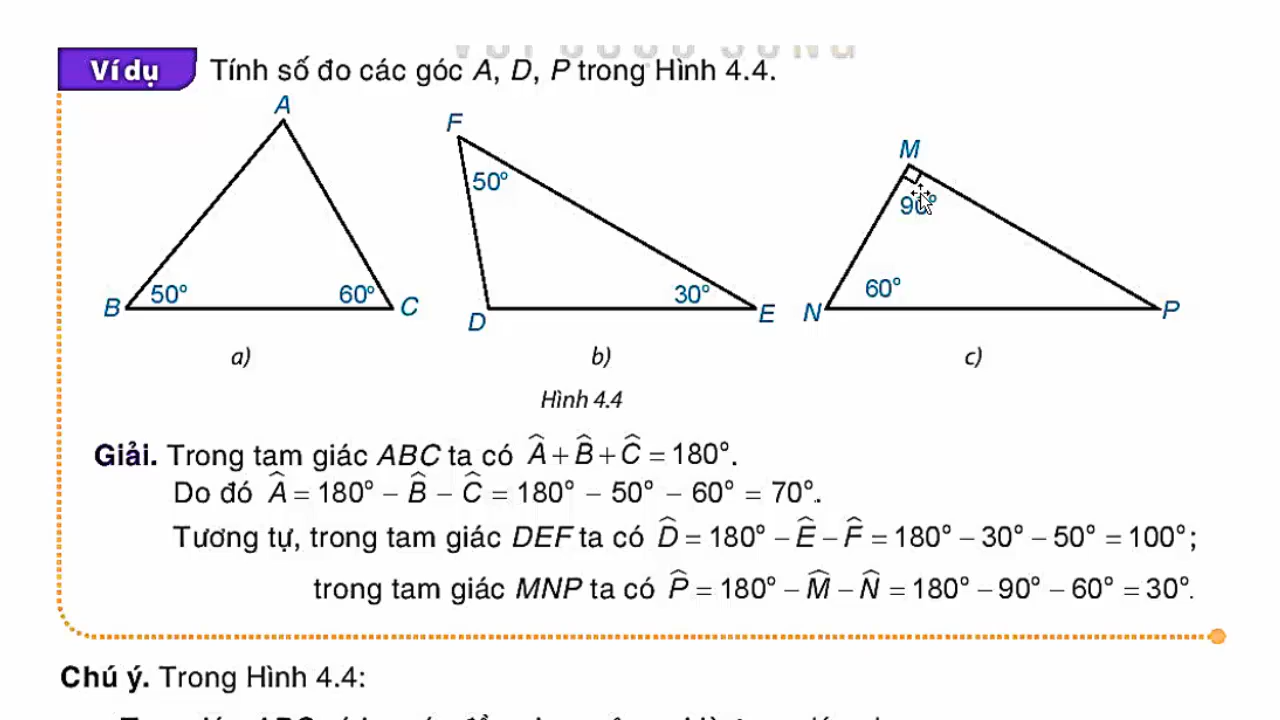 Ví dụ Tính số đo các góc A, D, P trong Hình 4.4.
A
F
M
50°
90°
B 50° 60° C
D 30° E
N 60° P
a) b) c)
Hình 4.4
Giải. Trong tam giác ABC ta có Â + B̂ + Ĉ = 180°.
Do đó Â = 180° − B̂ − Ĉ = 180° − 50° − 60° = 70°.
Tương tự, trong tam giác DEF ta có D̂ = 180° − Ê − F̂ = 180° − 30° − 50° = 100°;
trong tam giác MNP ta có P̂ = 180° − M̂ − N̂ = 180° − 90° − 60° = 30°.
Chú ý. Trong Hình 4.4: